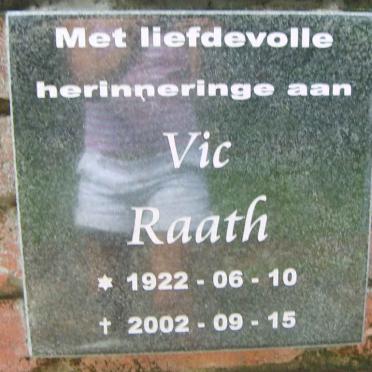 Met liefdevolle
herinneringe aan
Vic
Raath
✡ 1922 - 06 - 10
† 2002 - 09 - 15